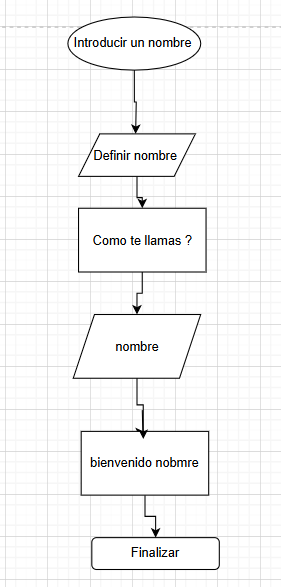 Introducir un nombre
Definir nombre
Como te llamas ?
nombre
bienvenido nobmre
Finalizar